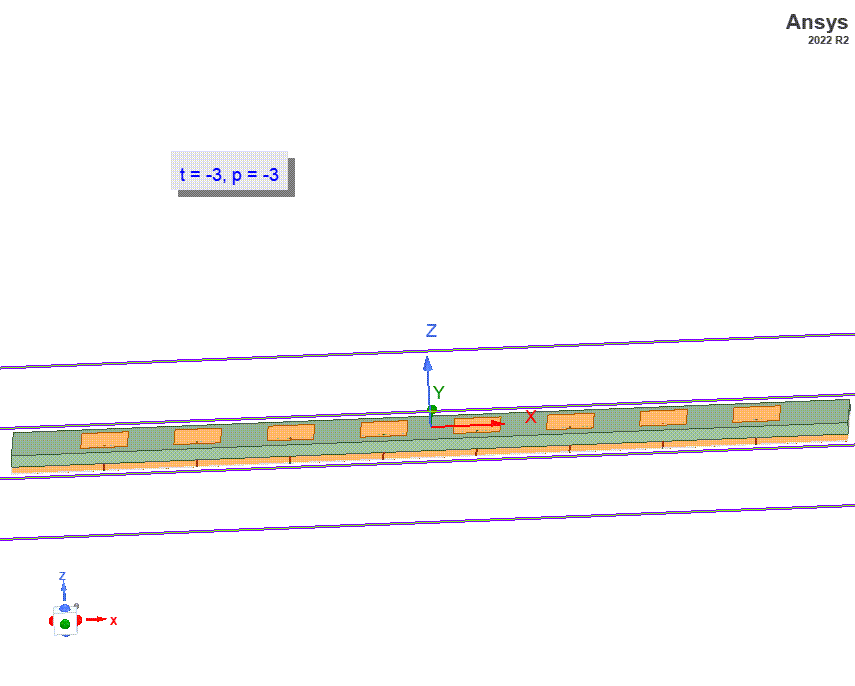 Ansys
2022 R2
t = -3, p = -3
Z
Y
X
Z
X